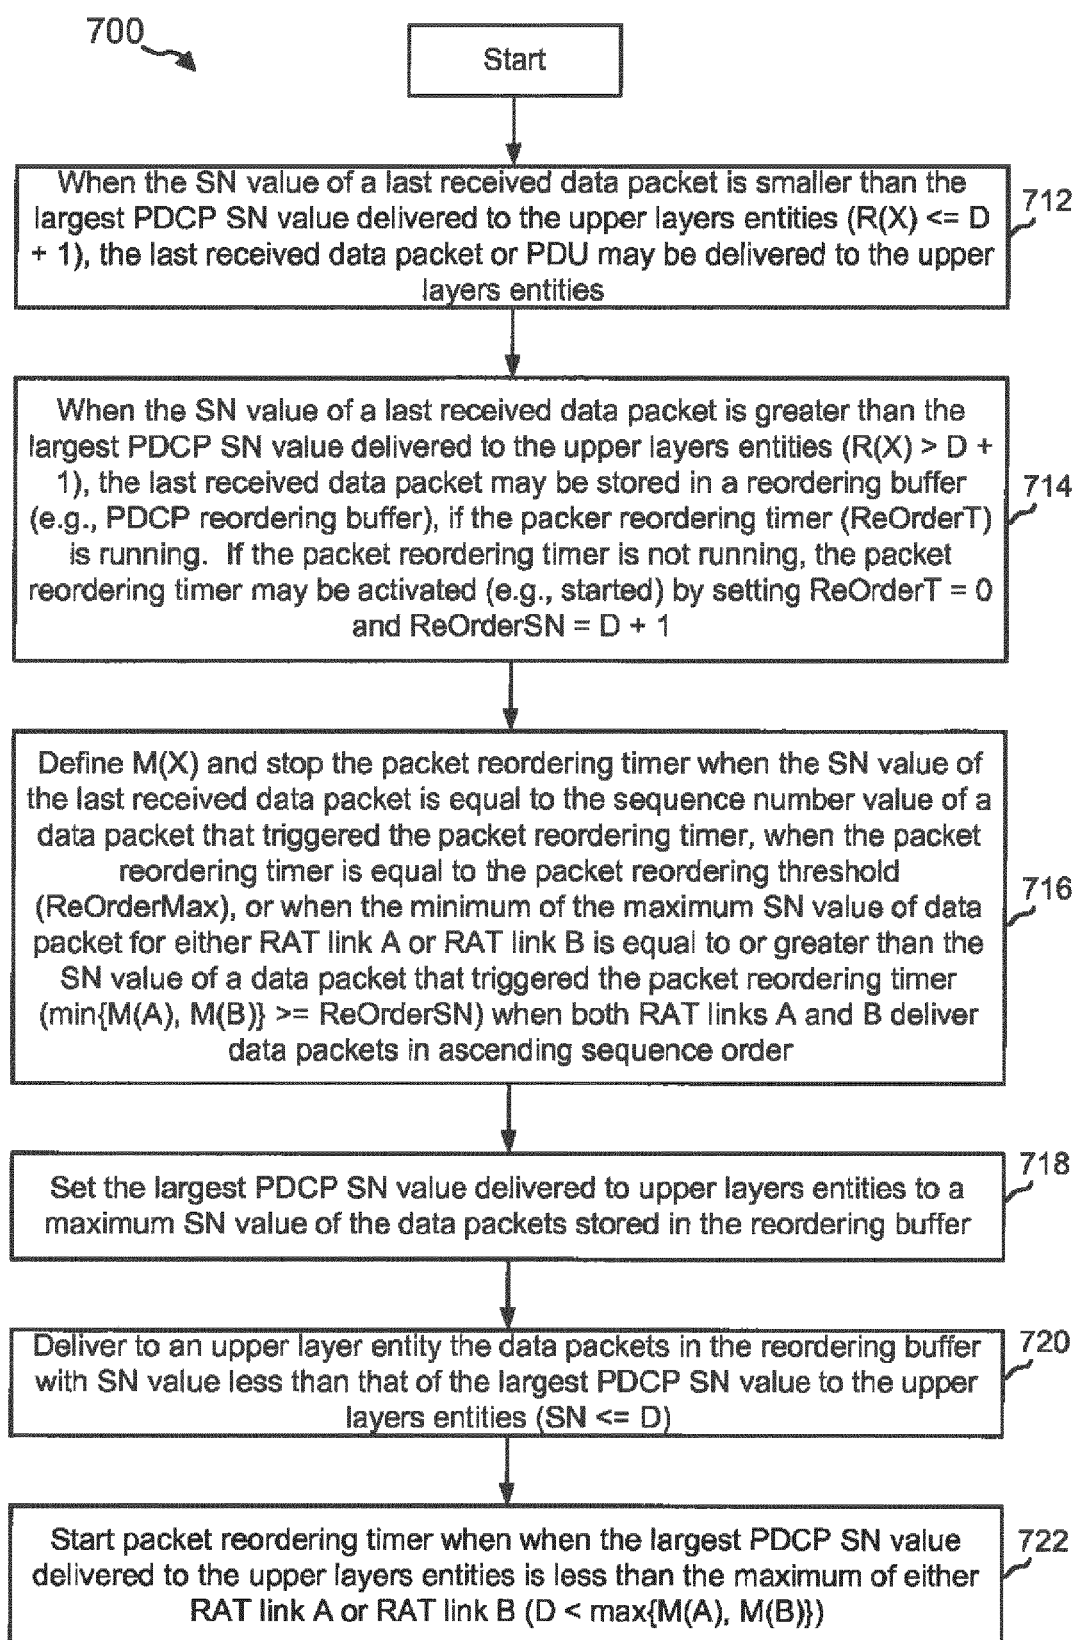 700
Start
When the SN value of a last received data packet is smaller than the
largest PDCP SN value delivered to the upper layers entities (R(X) <= D
+ 1), the last received data packet or PDU may be delivered to the upper
layers entities
712
When the SN value of a last received data packet is greater than the
largest PDCP SN value delivered to the upper layers entities (R(X) > D +
1), the last received data packet may be stored in a reordering buffer
(e.g., PDCP reordering buffer), if the packer reordering timer (ReOrderT)
is running. If the packet reordering timer is not running, the packet
reordering timer may be activated (e.g., started) by setting ReOrderT = 0
and ReOrderSN = D + 1
714
Define M(X) and stop the packet reordering timer when the SN value of
the last received data packet is equal to the sequence number value of a
data packet that triggered the packet reordering timer, when the packet
reordering timer is equal to the packet reordering threshold
(ReOrderMax), or when the minimum of the maximum SN value of data
packet for either RAT link A or RAT link B is equal to or greater than the
SN value of a data packet that triggered the packet reordering timer
(min{M(A), M(B)} >= ReOrderSN) when both RAT links A and B deliver
data packets in ascending sequence order
716
Set the largest PDCP SN value delivered to upper layers entities to a
maximum SN value of the data packets stored in the reordering buffer
718
Deliver to an upper layer entity the data packets in the reordering buffer
with SN value less than that of the largest PDCP SN value to the upper
layers entities (SN <= D)
720
Start packet reordering timer when when the largest PDCP SN value
delivered to the upper layers entities is less than the maximum of either
RAT link A or RAT link B (D < max{M(A), M(B)})
722